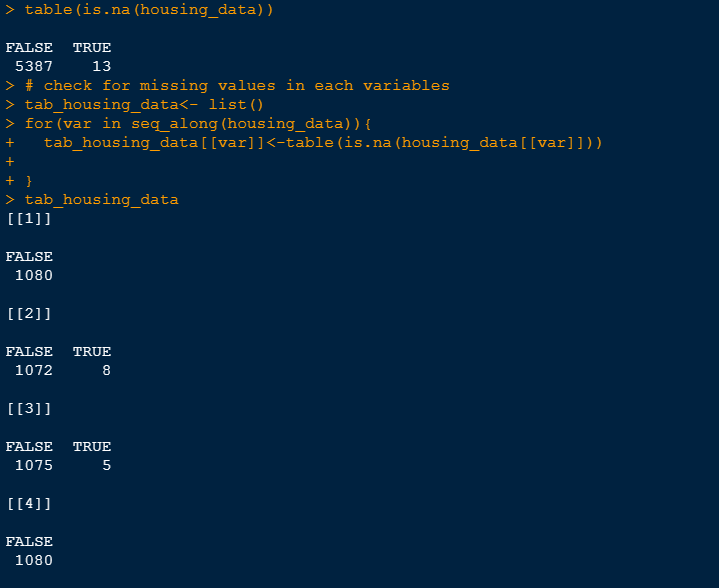 > table(is.na(housing_data))
FALSE  TRUE
 5387    13
> # check for missing values in each variables
> tab_housing_data<- list()
> for(var in seq_along(housing_data)){
+   tab_housing_data[[var]]<-table(is.na(housing_data[[var]]))
+
+ }
> tab_housing_data
[[1]]
FALSE
 1080
[[2]]
FALSE  TRUE
 1072     8
[[3]]
FALSE  TRUE
 1075     5
[[4]]
FALSE
 1080